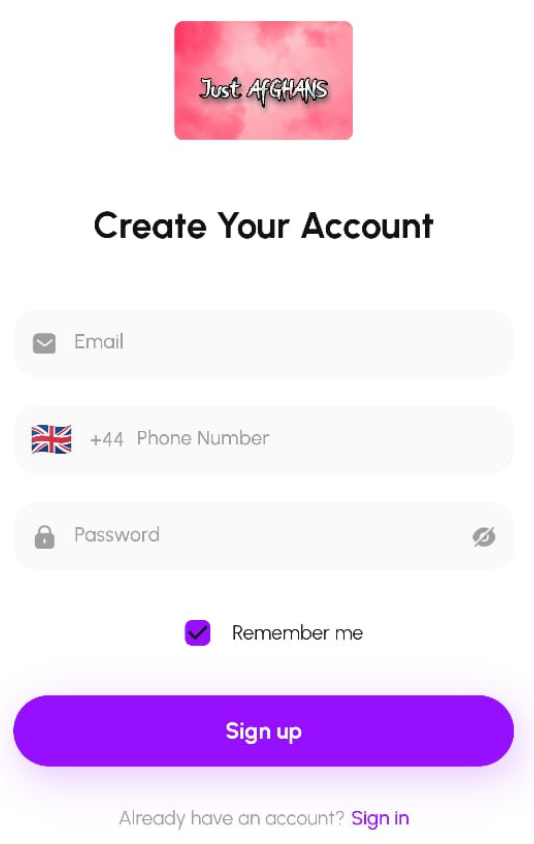 Just AFGHANS
Create Your Account
Email
+44 Phone Number
Password
Remember me
Sign up
Already have an account? Sign in